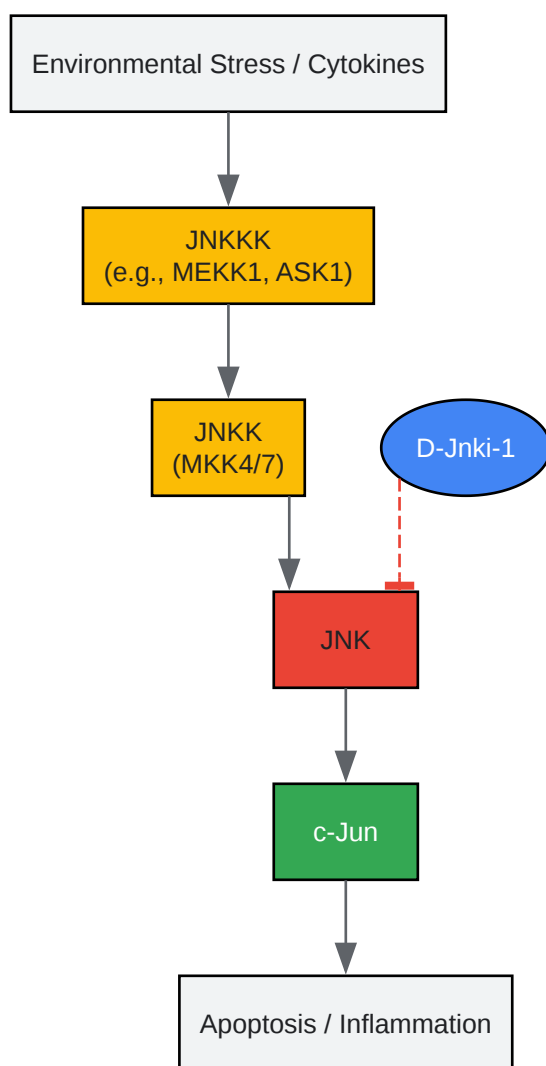 Environmental Stress / Cytokines
JNKKK
(e.g., MEKK1, ASK1)
JNKK
(MKK4/7)
D-Jnki-1
JNK
c-Jun
Apoptosis / Inflammation